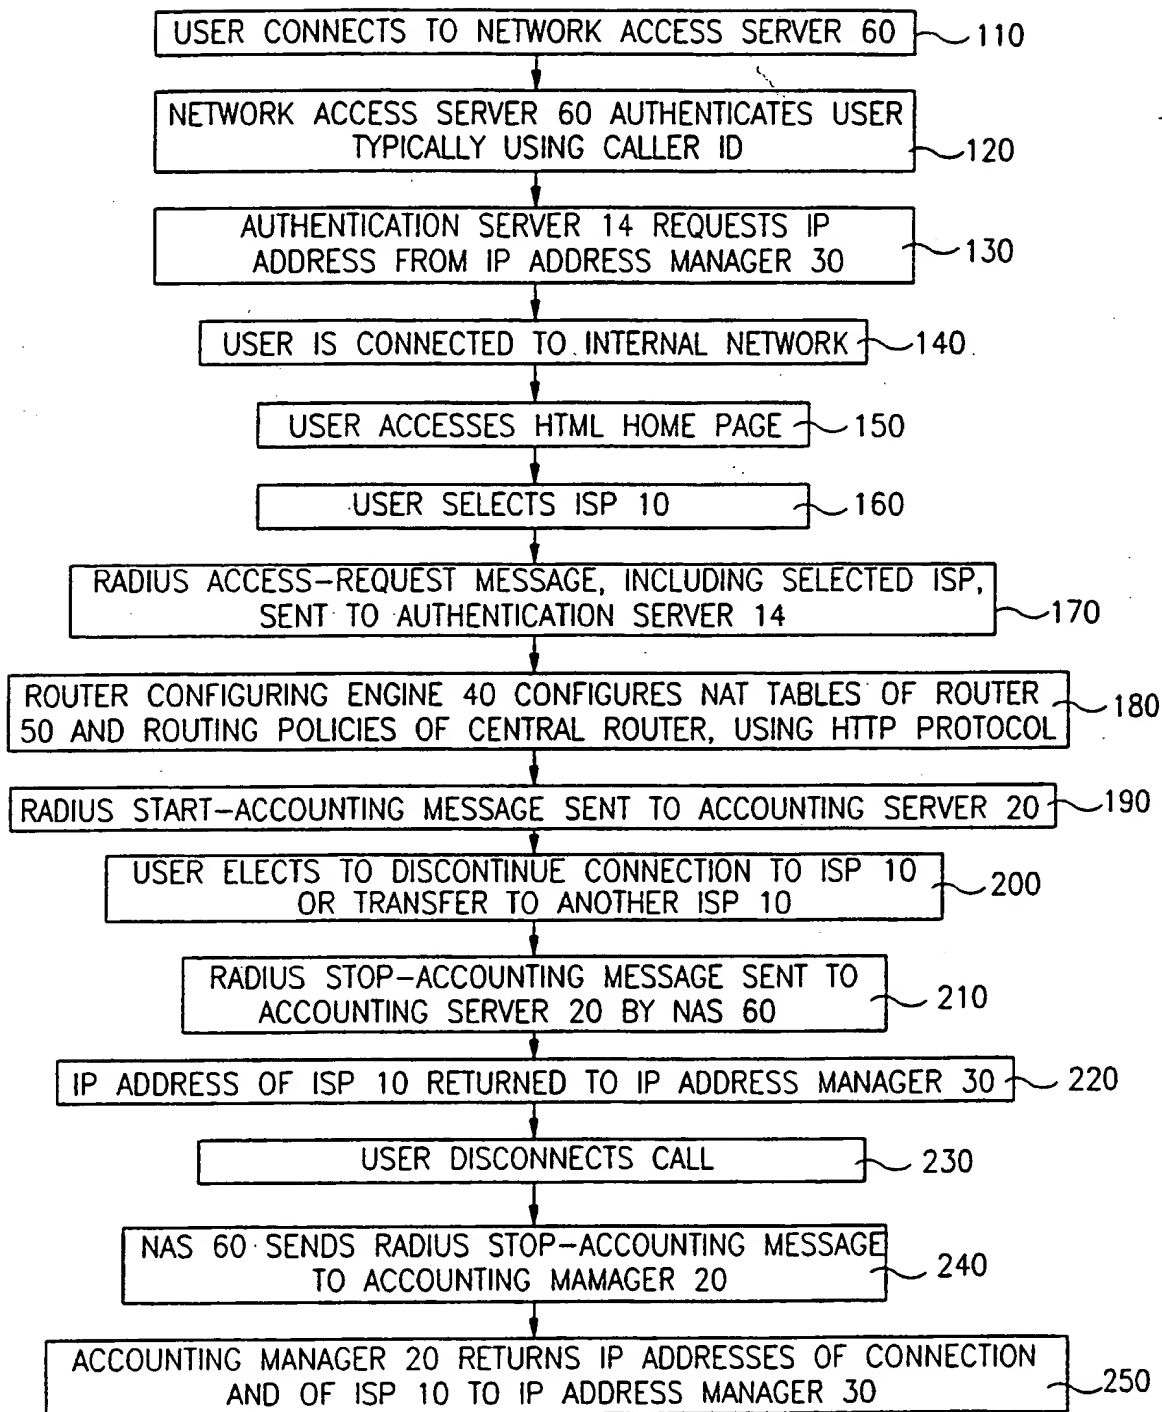 USER CONNECTS TO NETWORK ACCESS SERVER 60
110
NETWORK ACCESS SERVER 60 AUTHENTICATES USER
TYPICALLY USING CALLER ID
120
AUTHENTICATION SERVER 14 REQUESTS IP
ADDRESS FROM IP ADDRESS MANAGER 30
130
USER IS CONNECTED TO INTERNAL NETWORK
140
USER ACCESSES HTML HOME PAGE
150
USER SELECTS ISP 10
160
RADIUS ACCESS-REQUEST MESSAGE, INCLUDING SELECTED ISP,
SENT TO AUTHENTICATION SERVER 14
170
ROUTER CONFIGURING ENGINE 40 CONFIGURES NAT TABLES OF ROUTER
50 AND ROUTING POLICIES OF CENTRAL ROUTER, USING HTTP PROTOCOL
180
RADIUS START-ACCOUNTING MESSAGE SENT TO ACCOUNTING SERVER 20
190
USER ELECTS TO DISCONTINUE CONNECTION TO ISP 10
OR TRANSFER TO ANOTHER ISP 10
200
RADIUS STOP-ACCOUNTING MESSAGE SENT TO
ACCOUNTING SERVER 20 BY NAS 60
210
IP ADDRESS OF ISP 10 RETURNED TO IP ADDRESS MANAGER 30
220
USER DISCONNECTS CALL
230
NAS 60 SENDS RADIUS STOP-ACCOUNTING MESSAGE
TO ACCOUNTING MAMAGER 20
240
ACCOUNTING MANAGER 20 RETURNS IP ADDRESSES OF CONNECTION
AND OF ISP 10 TO IP ADDRESS MANAGER 30
250